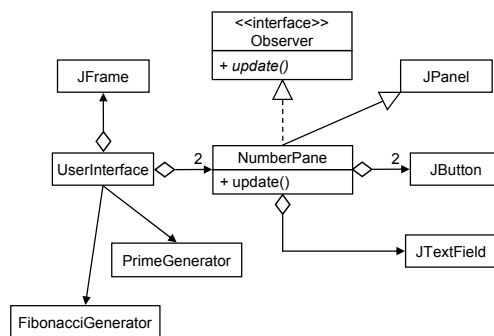 <<interface>>
Observer
+ update()
JFrame
JPanel
UserInterface
2
NumberPane
+ update()
2
JButton
PrimeGenerator
JTextField
FibonacciGenerator